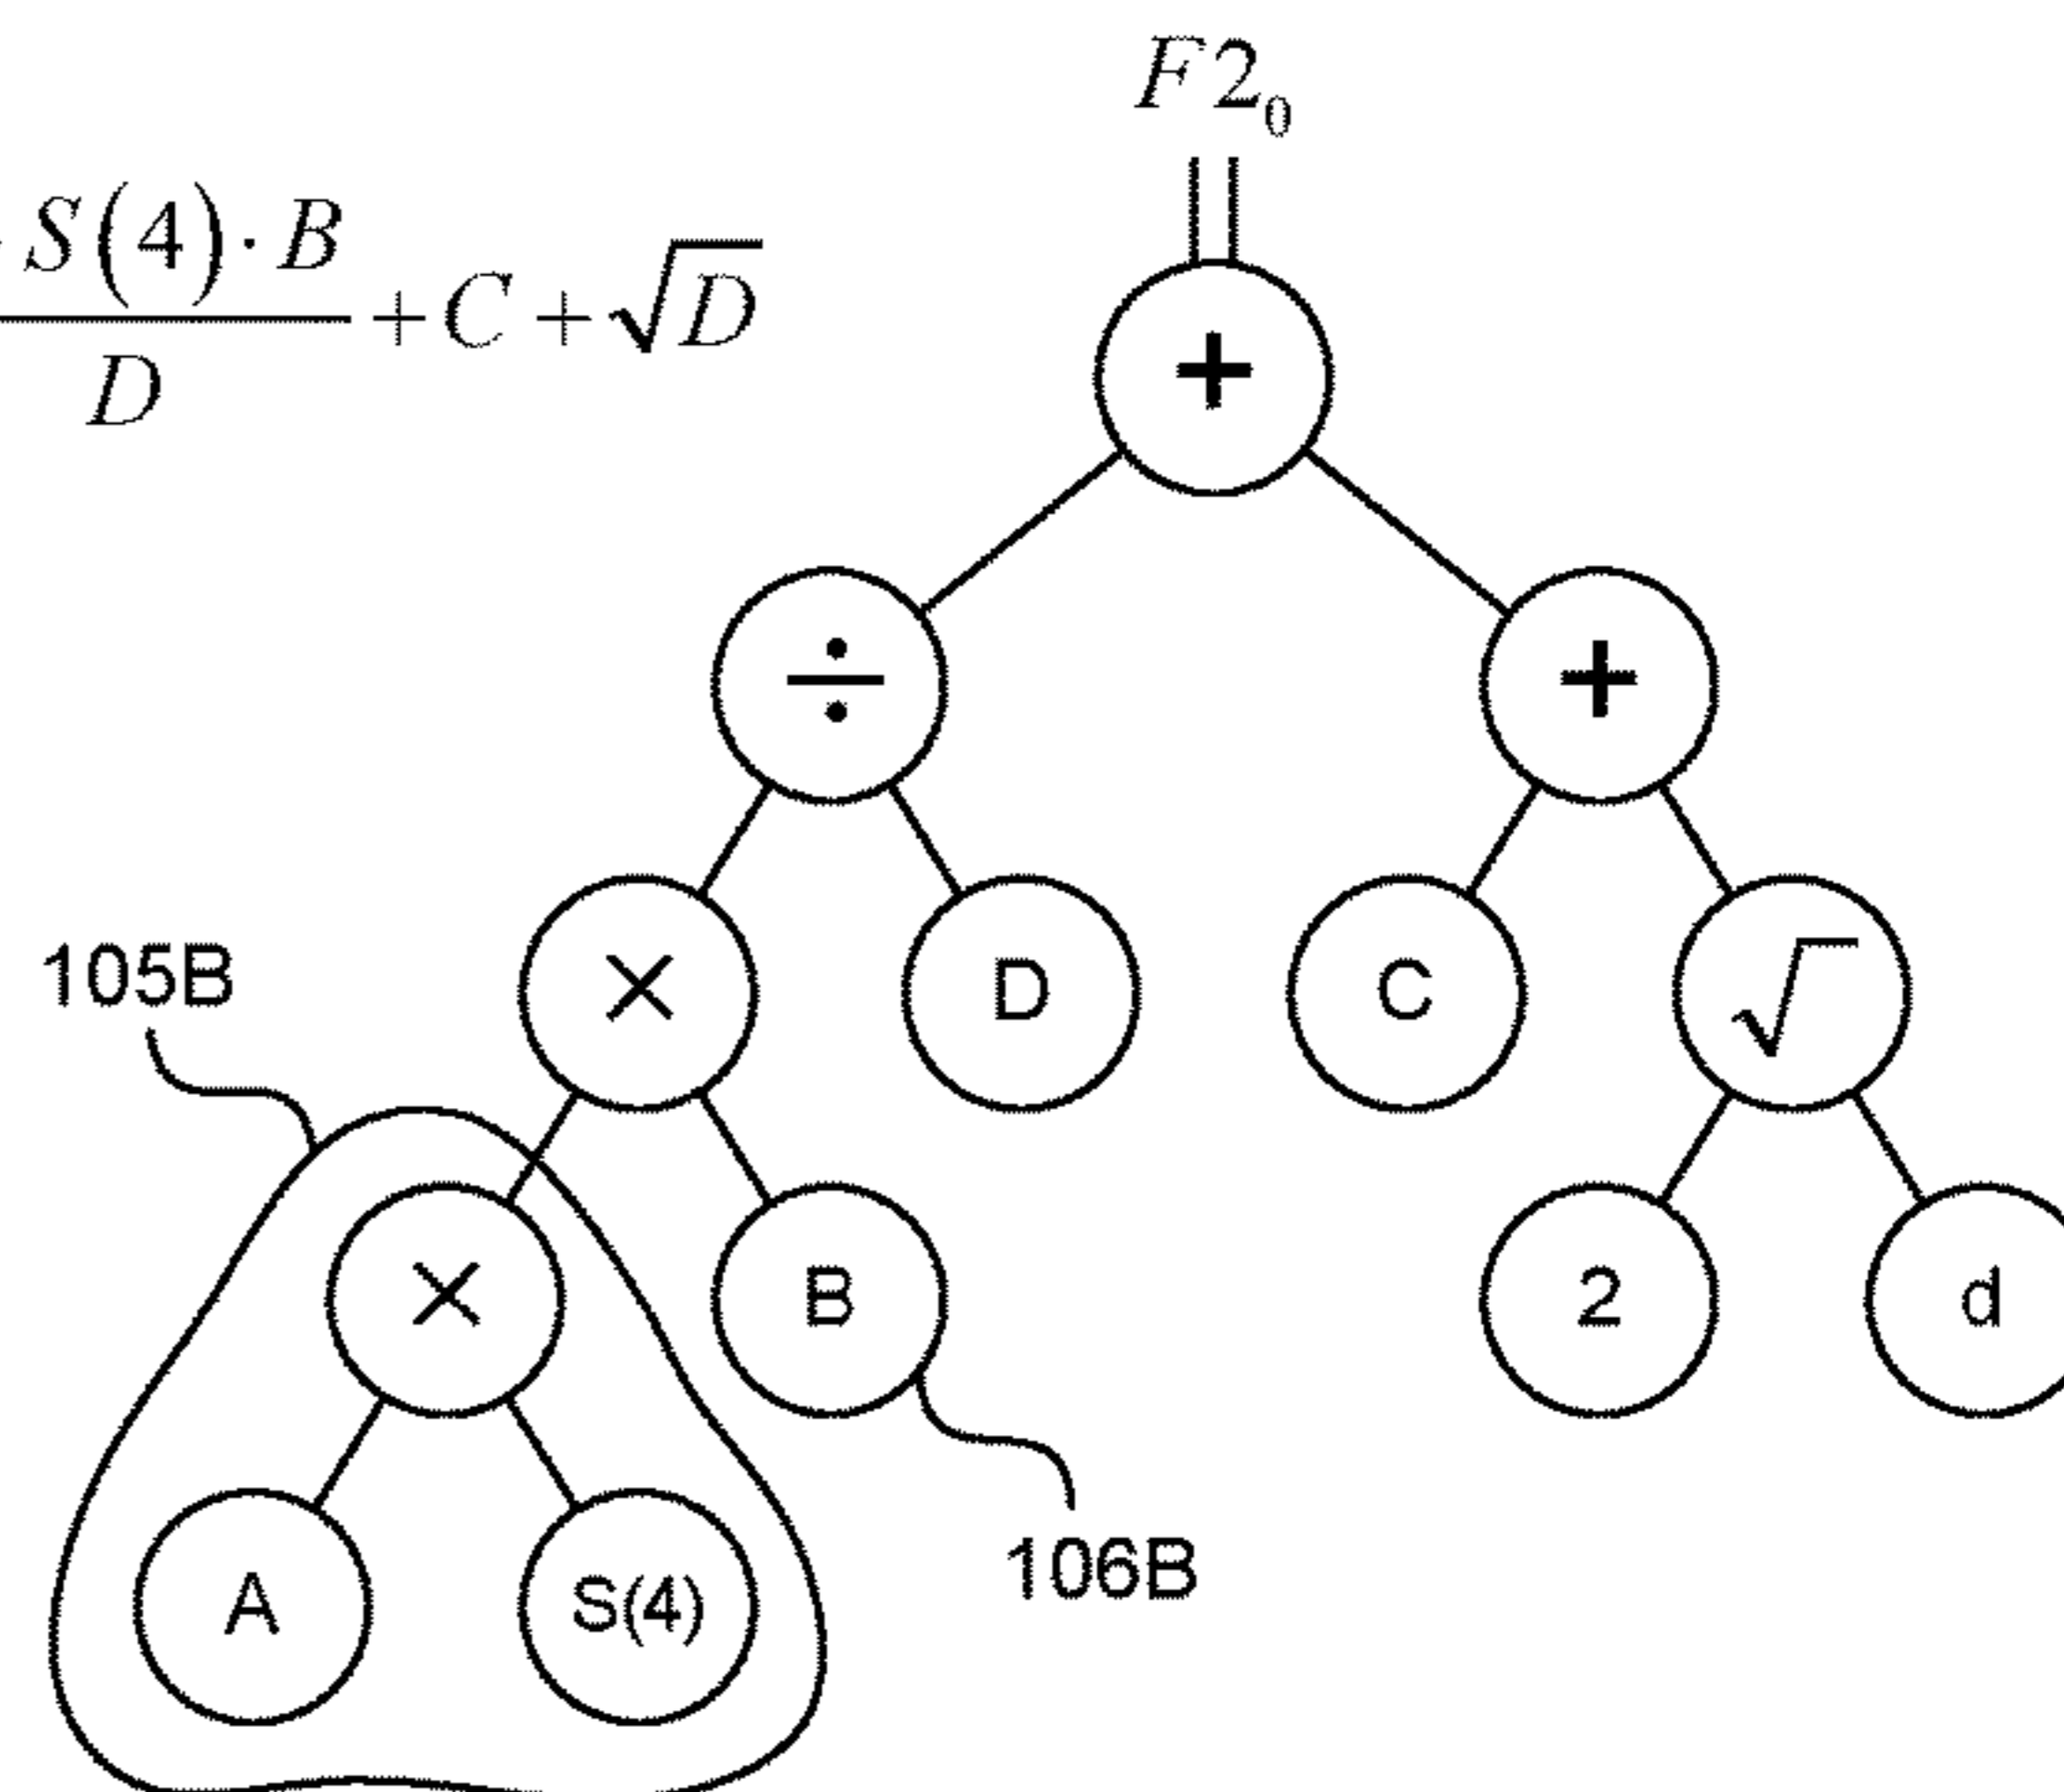 F2₀
S(4)·B
D
+C+√D
+
÷
+
×
D
C
√
105B
×
B
2
d
A
S(4)
106B